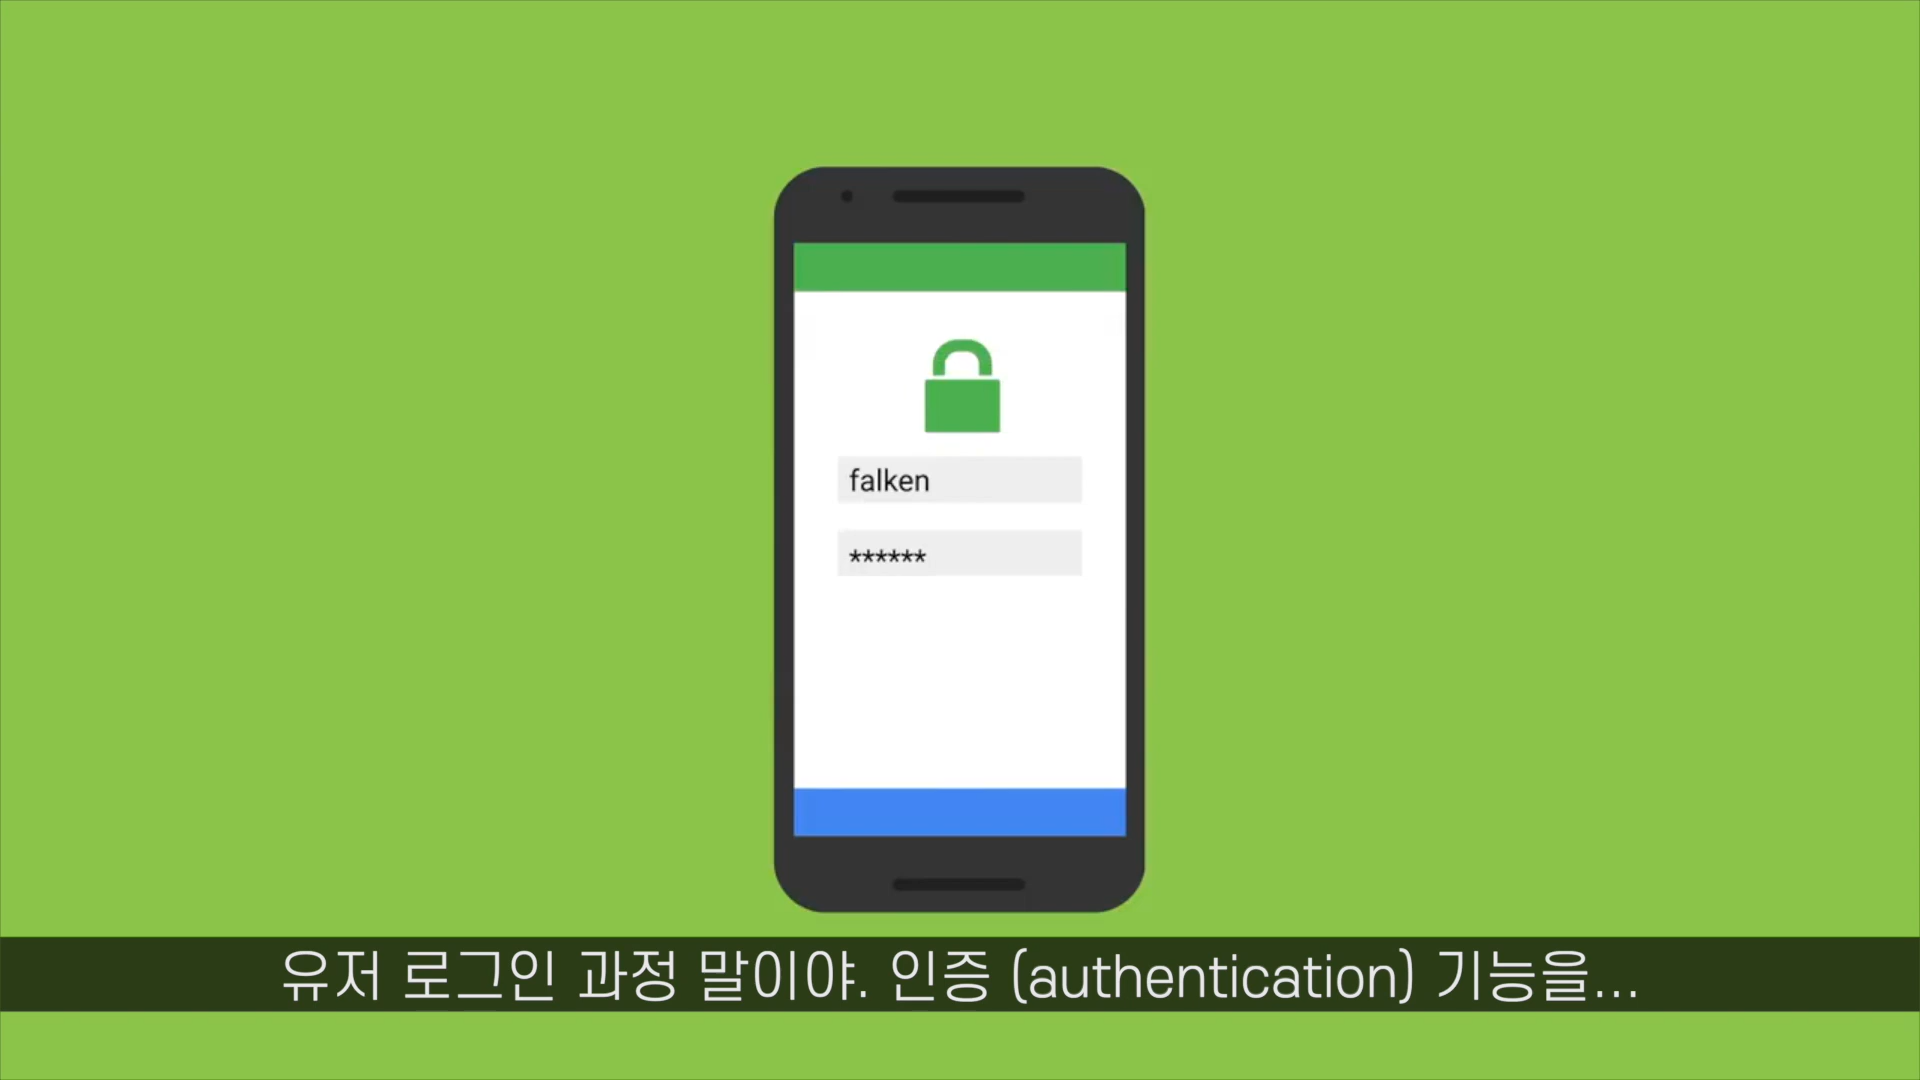 falken
******
유저 로그인 과정 말이야. 인증 (authentication) 기능을...